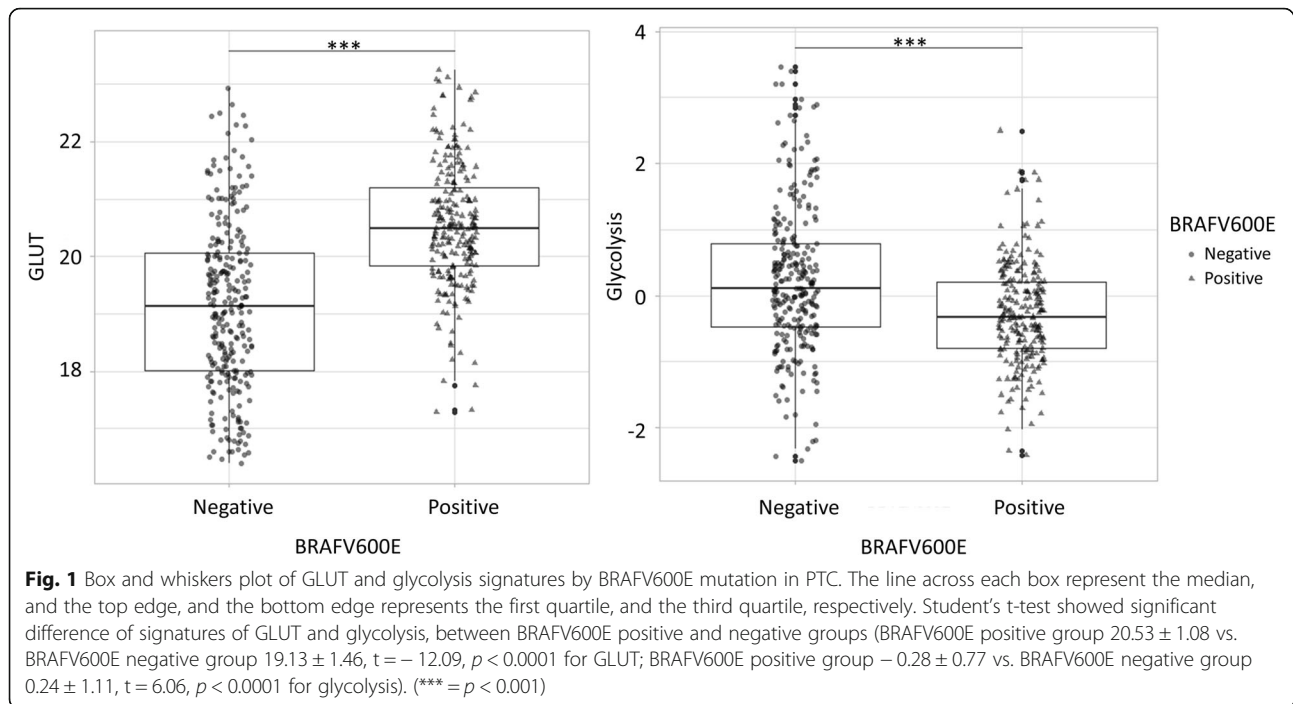 ***
GLUT
22
20
18
Negative
Positive
BRAFV600E
***
Glycolysis
4
2
0
-2
Negative
Positive
BRAFV600E
BRAFV600E
Negative
Positive
Fig. 1 Box and whiskers plot of GLUT and glycolysis signatures by BRAFV600E mutation in PTC. The line across each box represent the median,
and the top edge, and the bottom edge represents the first quartile, and the third quartile, respectively. Student's t-test showed significant
difference of signatures of GLUT and glycolysis, between BRAFV600E positive and negative groups (BRAFV600E positive group 20.53 ± 1.08 vs.
BRAFV600E negative group 19.13 ± 1.46, t = − 12.09, p < 0.0001 for GLUT; BRAFV600E positive group − 0.28 ± 0.77 vs. BRAFV600E negative group
0.24 ± 1.11, t = 6.06, p < 0.0001 for glycolysis). (*** = p < 0.001)